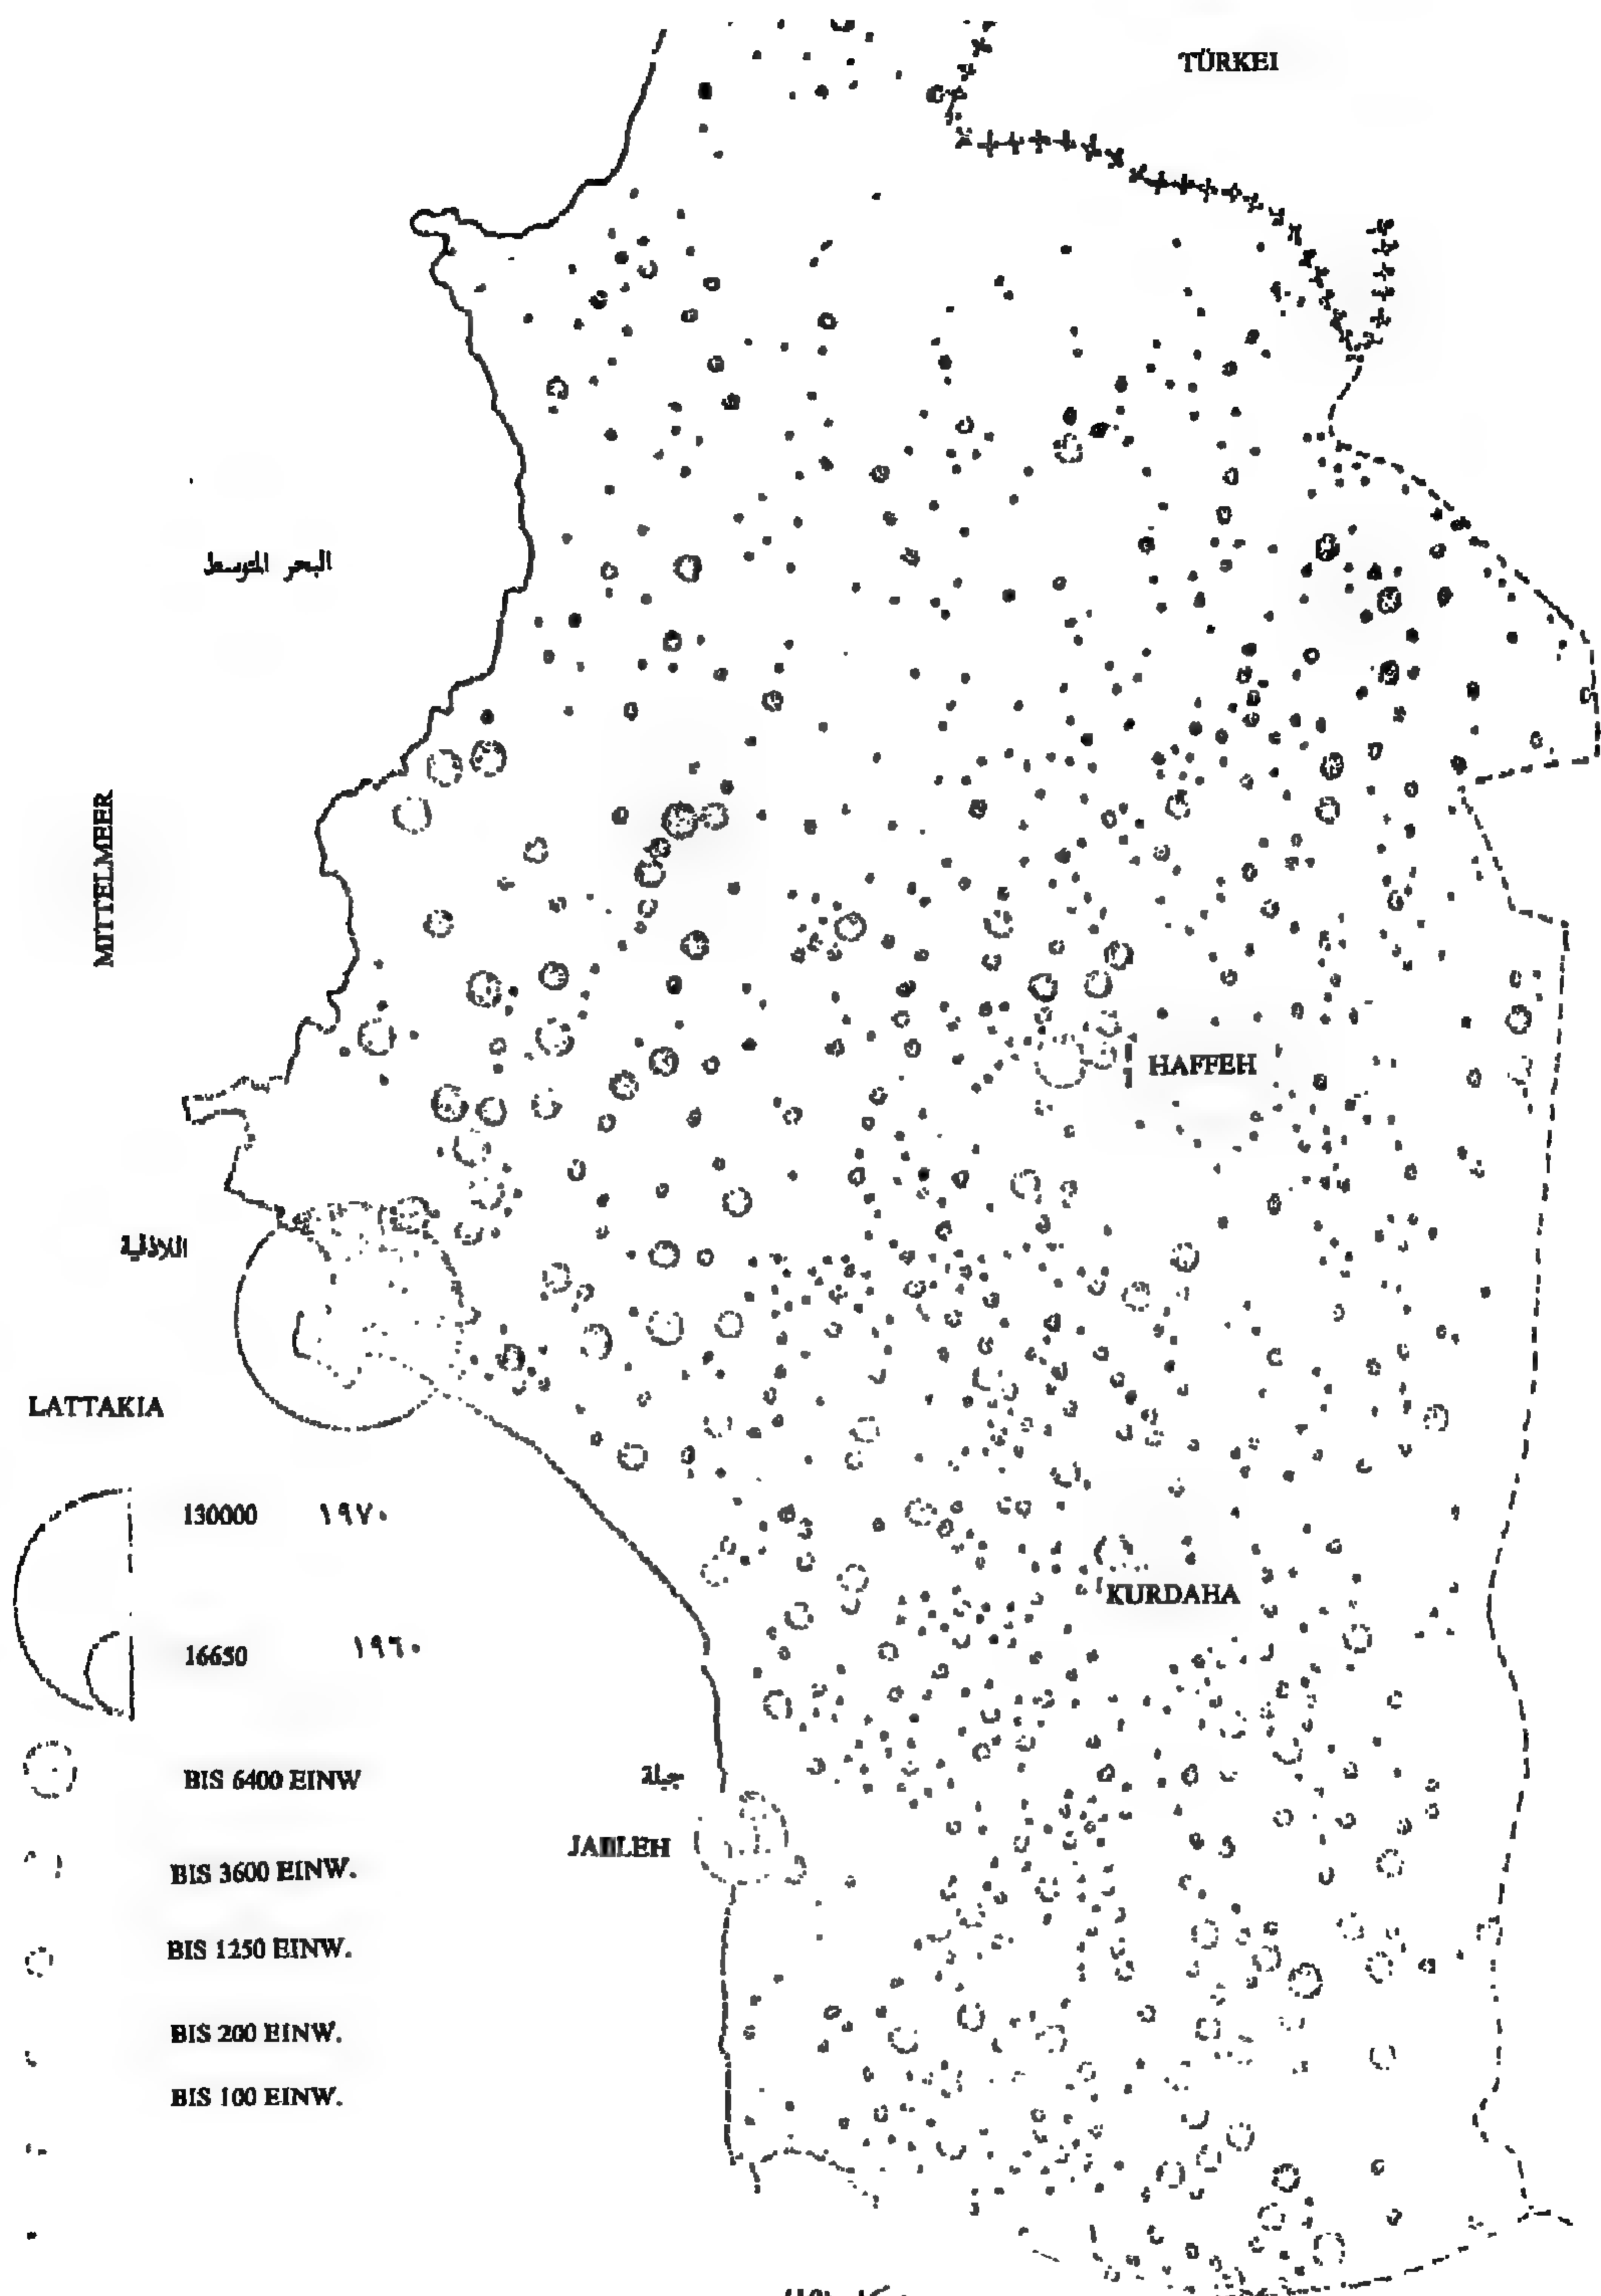 TÜRKEI
البحر المتوسط
MITTELMEER
HAFFEH
اللاذقية
LATTAKIA
130000 ١٩٧٠
16650 ١٩٦٠
KURDAHA
BIS 6400 EINW
جبلة
JABLEH
BIS 3600 EINW.
BIS 1250 EINW.
BIS 200 EINW.
BIS 100 EINW.